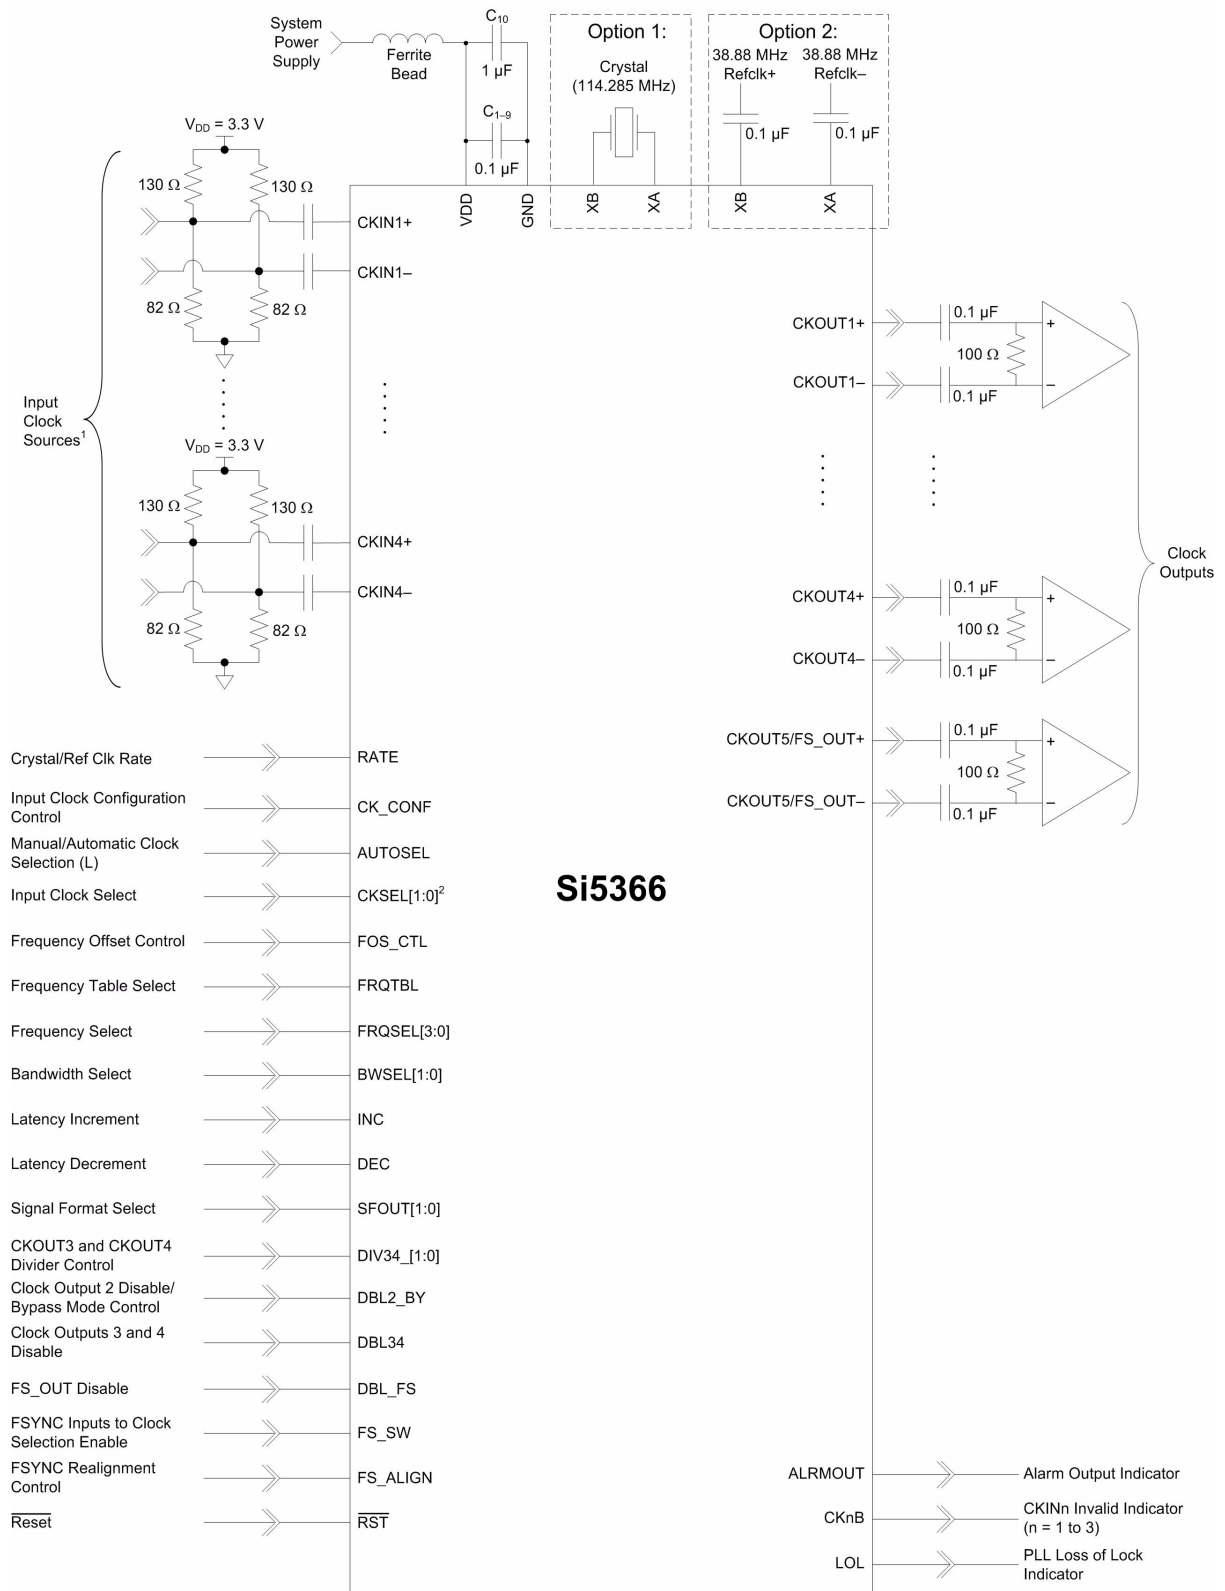 System
Power
Supply
Ferrite
Bead
C10
1 µF
C1–9
0.1 µF
Option 1:
Crystal
(114.285 MHz)
Option 2:
38.88 MHz
Refclk+
38.88 MHz
Refclk–
0.1 µF
0.1 µF
VDD
GND
XB
XA
XB
XA
VDD = 3.3 V
130 Ω
130 Ω
CKIN1+
CKIN1–
82 Ω
82 Ω
Input
Clock
Sources1
VDD = 3.3 V
130 Ω
130 Ω
CKIN4+
CKIN4–
82 Ω
82 Ω
CKOUT1+
0.1 µF
100 Ω
+
–
CKOUT1–
0.1 µF
CKOUT4+
0.1 µF
100 Ω
+
–
CKOUT4–
0.1 µF
CKOUT5/FS_OUT+
0.1 µF
100 Ω
+
–
CKOUT5/FS_OUT–
0.1 µF
Clock
Outputs
Si5366
Crystal/Ref Clk Rate
RATE
Input Clock Configuration
Control
CK_CONF
Manual/Automatic Clock
Selection (L)
AUTOSEL
Input Clock Select
CKSEL[1:0]2
Frequency Offset Control
FOS_CTL
Frequency Table Select
FRQTBL
Frequency Select
FRQSEL[3:0]
Bandwidth Select
BWSEL[1:0]
Latency Increment
INC
Latency Decrement
DEC
Signal Format Select
SFOUT[1:0]
CKOUT3 and CKOUT4
Divider Control
DIV34_[1:0]
Clock Output 2 Disable/
Bypass Mode Control
DBL2_BY
Clock Outputs 3 and 4
Disable
DBL34
FS_OUT Disable
DBL_FS
FSYNC Inputs to Clock
Selection Enable
FS_SW
FSYNC Realignment
Control
FS_ALIGN
Reset
RST
ALRMOUT
Alarm Output Indicator
CKnB
CKINn Invalid Indicator
(n = 1 to 3)
LOL
PLL Loss of Lock
Indicator